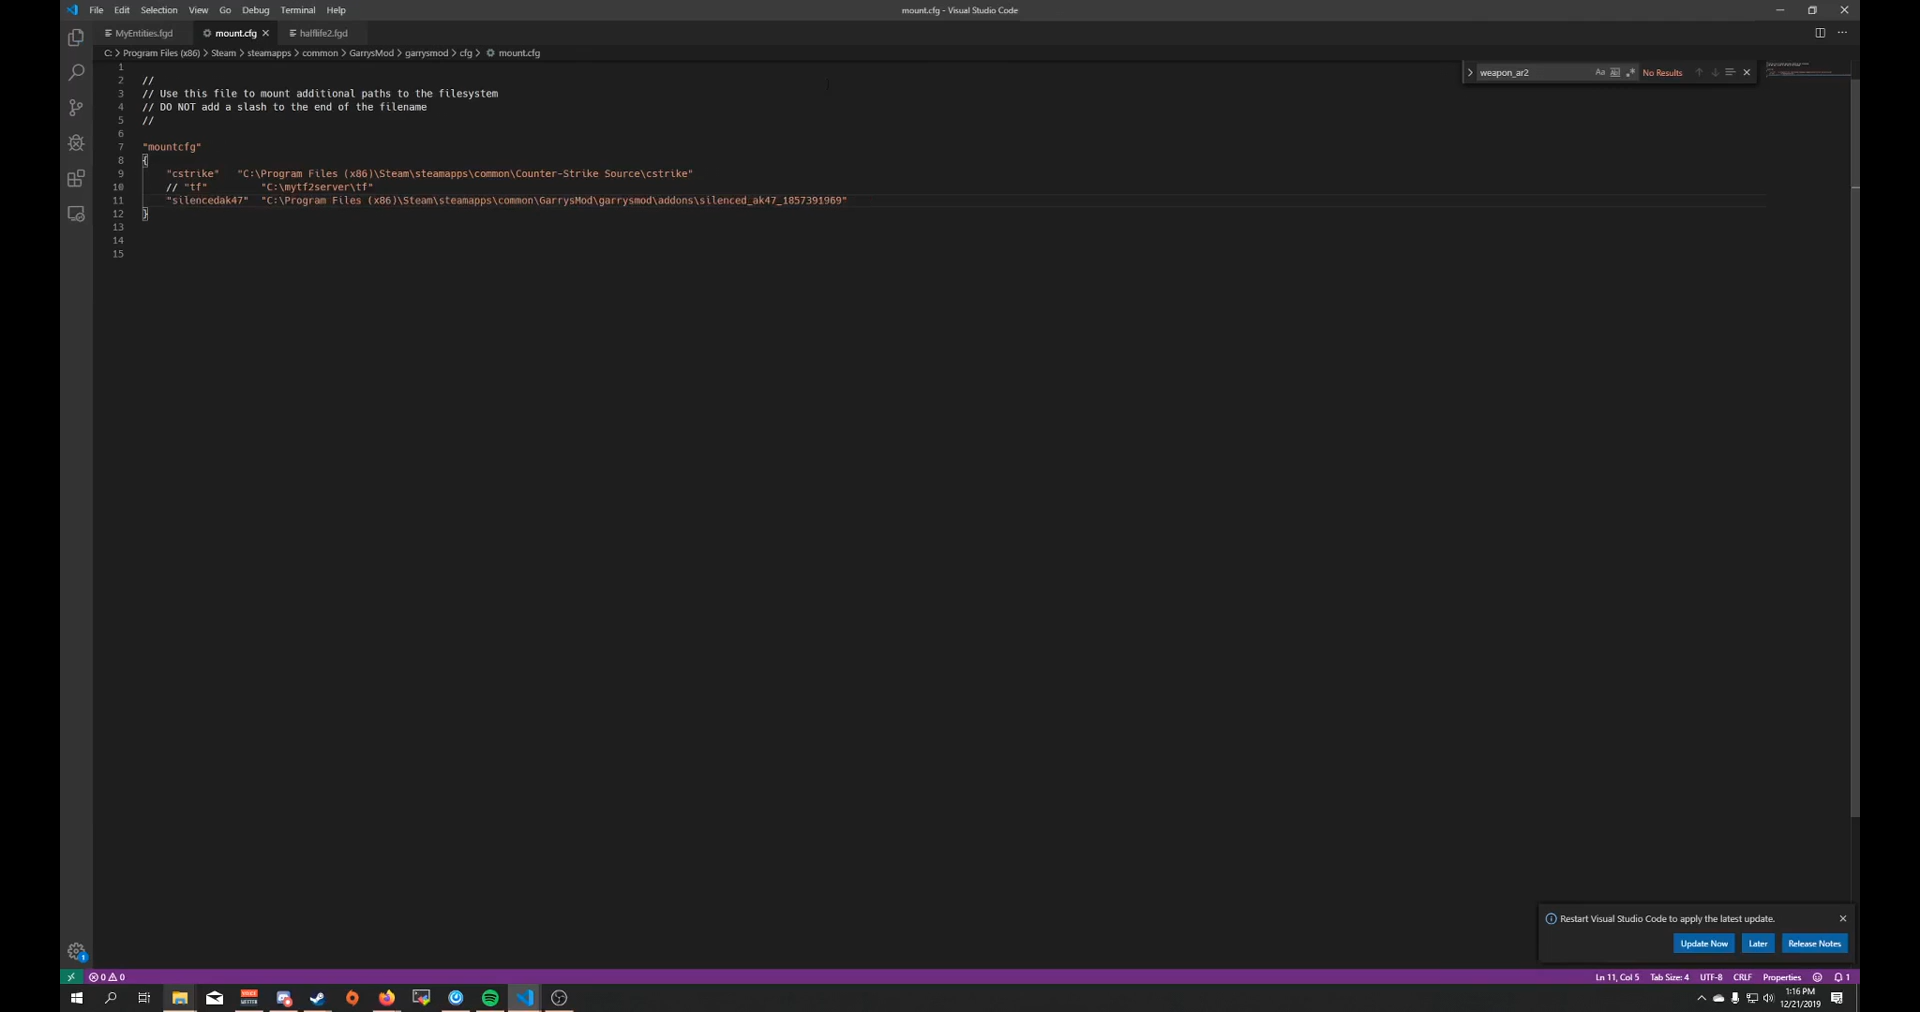 File Edit Selection View Go Debug Terminal Help
mount.cfg - Visual Studio Code
MyEntities.fgd mount.cfg halflife2.fgd
C: > Program Files (x86) > Steam > steamapps > common > GarrysMod > garrysmod > cfg > mount.cfg
weapon_ar2 Aa No Results
1
2 //
3 // Use this file to mount additional paths to the filesystem
4 // DO NOT add a slash to the end of the filename
5 //
6
7 "mountcfg"
8 {
9 "cstrike" "C:\Program Files (x86)\Steam\steamapps\common\Counter-Strike Source\cstrike"
10 // "tf" "C:\mytf2server\tf"
11 "silencedak47" "C:\Program Files (x86)\Steam\steamapps\common\GarrysMod\garrysmod\addons\silenced_ak47_1857391969"
12 }
13
14
15
Restart Visual Studio Code to apply the latest update.
Update Now Later Release Notes
1
0 0 Ln 11, Col 5 Tab Size: 4 UTF-8 CRLF Properties 1
1:16 PM
12/21/2019